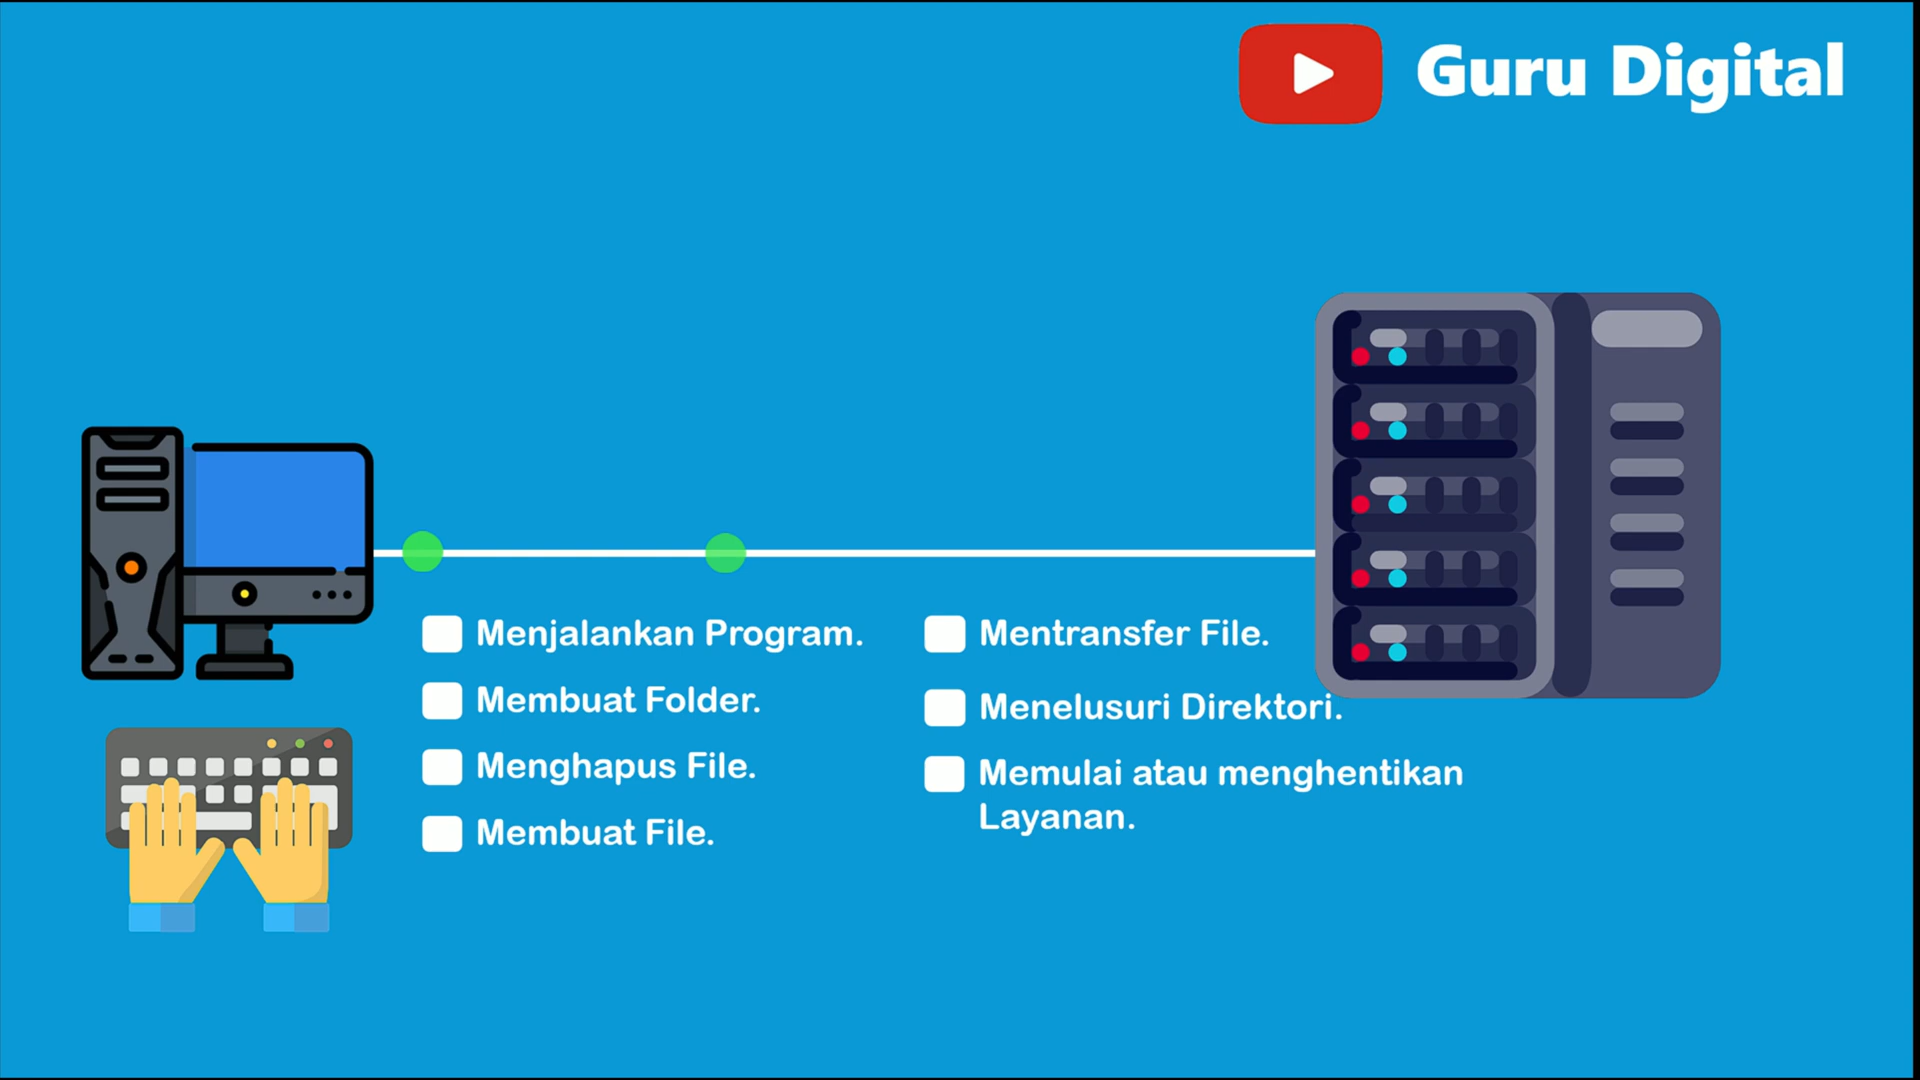 Guru Digital
Menjalankan Program.
Membuat Folder.
Menghapus File.
Membuat File.
Mentransfer File.
Menelusuri Direktori.
Memulai atau menghentikan
Layanan.